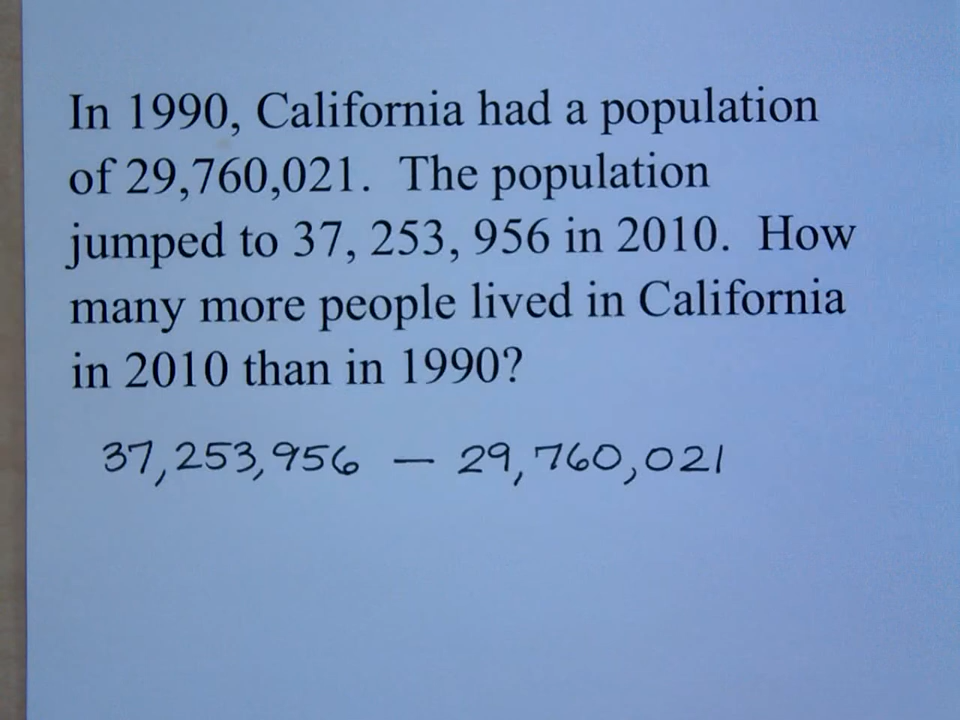 In 1990, California had a population
of 29,760,021.  The population
jumped to 37, 253, 956 in 2010.  How
many more people lived in California
in 2010 than in 1990?
37,253,956 — 29,760,021